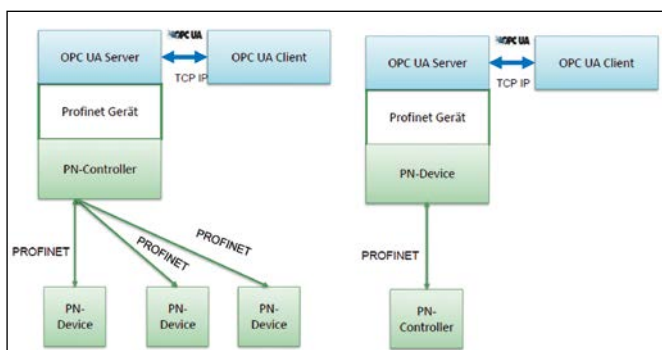 OPC UA
OPC UA Server
OPC UA Client
TCP IP
Profinet Gerät
PN-Controller
PROFINET
PROFINET
PROFINET
PN-
Device
PN-
Device
PN-
Device
OPC UA
OPC UA Server
OPC UA Client
TCP IP
Profinet Gerät
PN-Device
PROFINET
PN-
Controller